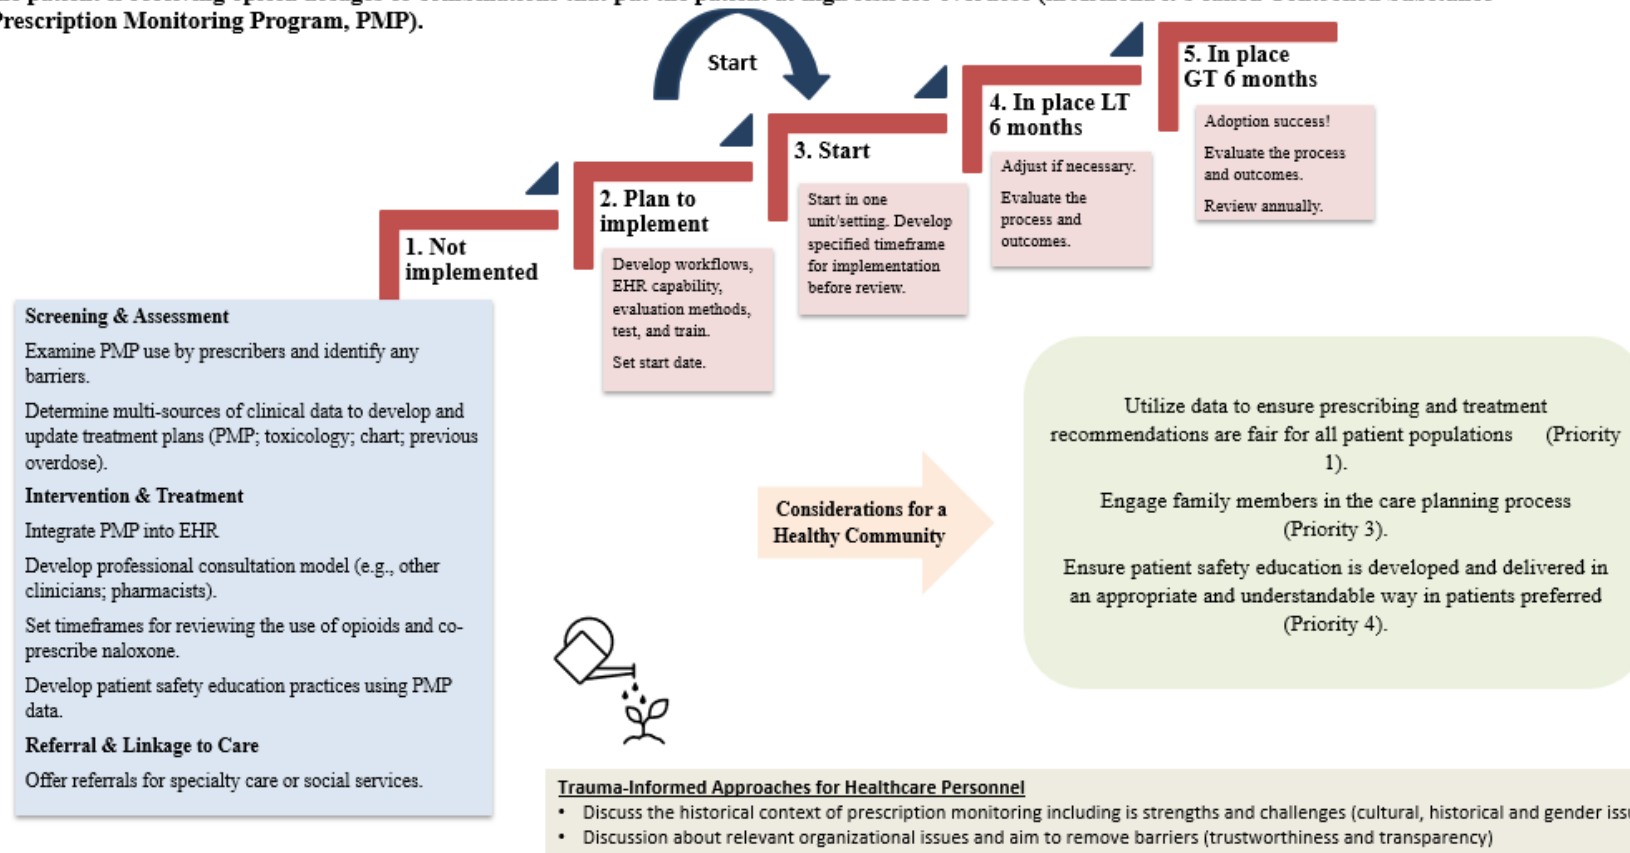 Prescription Monitoring Program, PMP).
Start
1. Not
implemented
2. Plan to
implement
Develop workflows,
EHR capability,
evaluation methods,
test, and train.
Set start date.
3. Start
Start in one
unit/setting. Develop
specified timeframe
for implementation
before review.
4. In place LT
6 months
Adjust if necessary.
Evaluate the
process and
outcomes.
5. In place
GT 6 months
Adoption success!
Evaluate the process
and outcomes.
Review annually.
Screening & Assessment
Examine PMP use by prescribers and identify any
barriers.
Determine multi-sources of clinical data to develop and
update treatment plans (PMP; toxicology; chart; previous
overdose).
Intervention & Treatment
Integrate PMP into EHR
Develop professional consultation model (e.g., other
clinicians; pharmacists).
Set timeframes for reviewing the use of opioids and co-
prescribe naloxone.
Develop patient safety education practices using PMP
data.
Referral & Linkage to Care
Offer referrals for specialty care or social services.
Considerations for a
Healthy Community
Utilize data to ensure prescribing and treatment
recommendations are fair for all patient populations (Priority
1).
Engage family members in the care planning process
(Priority 3).
Ensure patient safety education is developed and delivered in
an appropriate and understandable way in patients preferred
(Priority 4).
Trauma-Informed Approaches for Healthcare Personnel
• Discuss the historical context of prescription monitoring including is strengths and challenges (cultural, historical and gender
• Discussion about relevant organizational issues and aim to remove barriers (trustworthiness and transparency)